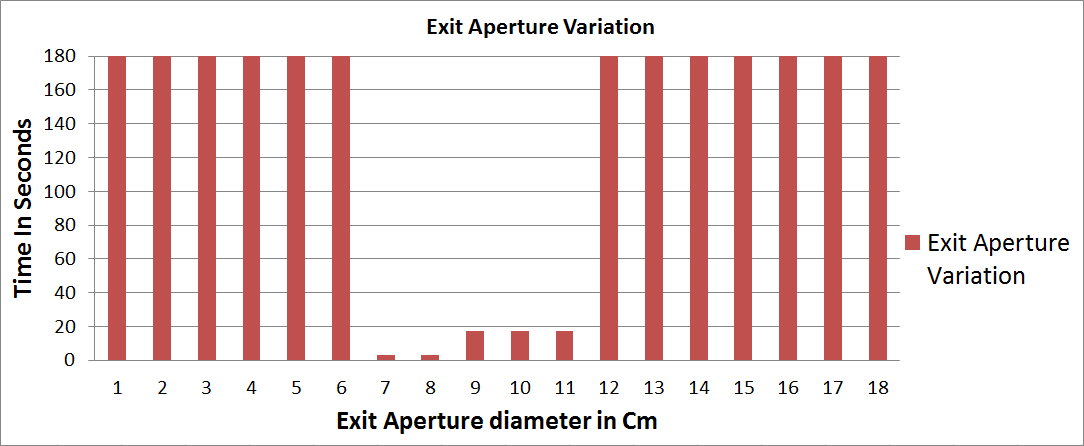 Exit Aperture Variation
180
160
140
120
100
80
60
40
20
0
Time In Seconds
1 2 3 4 5 6 7 8 9 10 11 12 13 14 15 16 17 18
Exit Aperture diameter in Cm
Exit Aperture
Variation